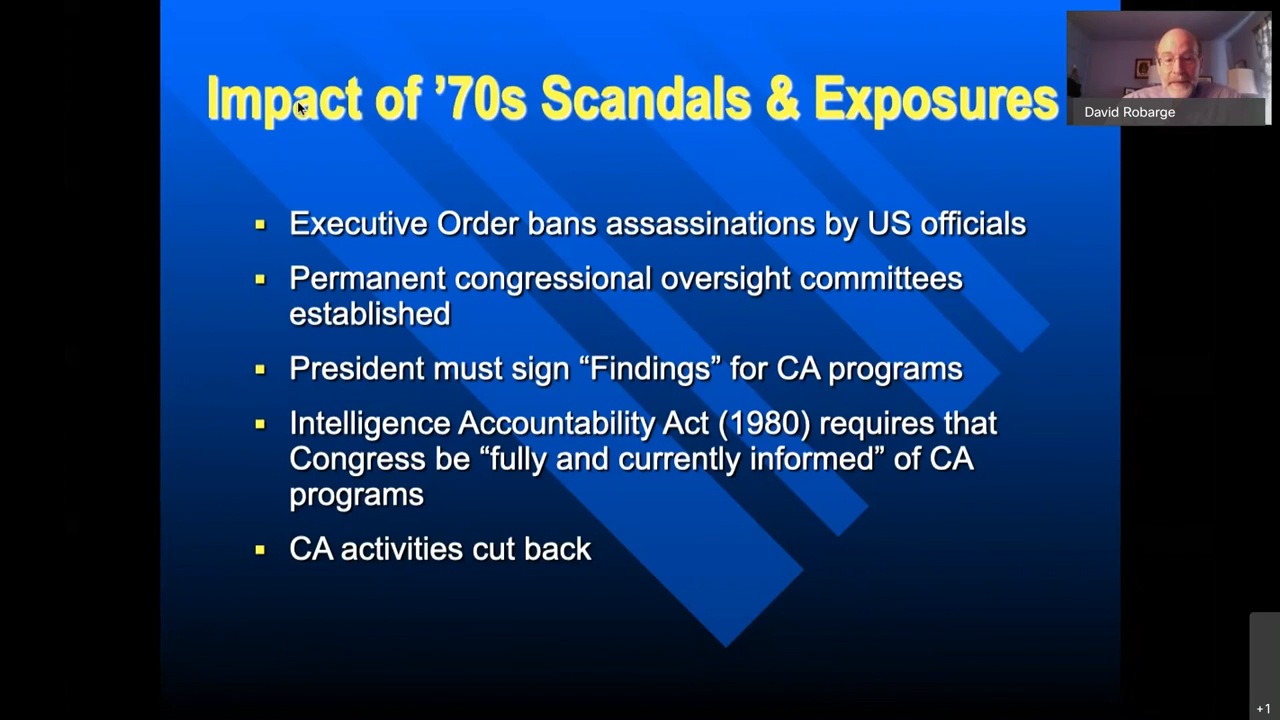 Impact of ’70s Scandals & Exposures
David Robarge
▪ Executive Order bans assassinations by US officials
▪ Permanent congressional oversight committees
established
▪ President must sign “Findings” for CA programs
▪ Intelligence Accountability Act (1980) requires that
Congress be “fully and currently informed” of CA
programs
▪ CA activities cut back
+1